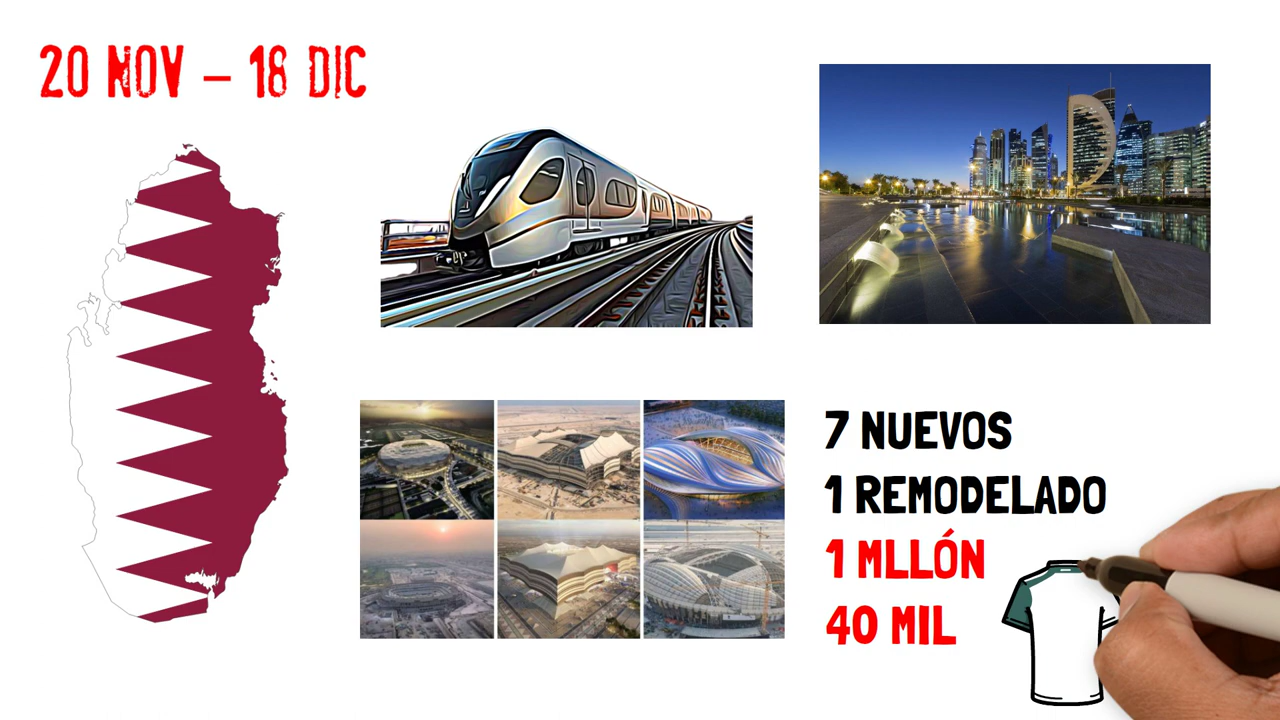 20 NOV – 18 DIC
7 NUEVOS
1 REMODELADO
1 MLLÓN
40 MIL